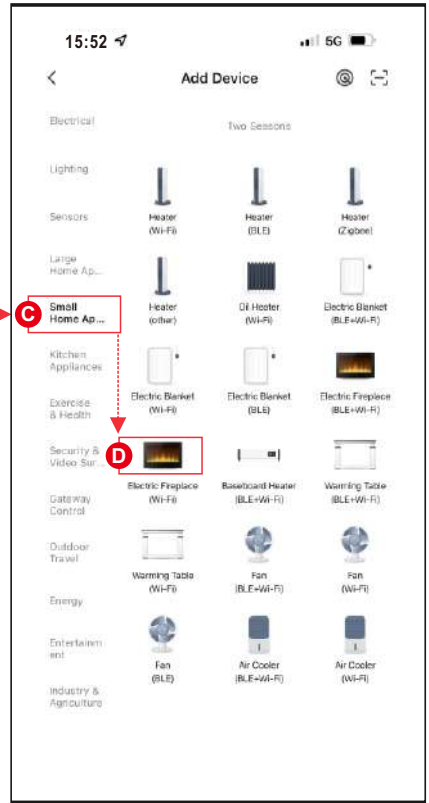 15:52
5G
Add Device
Electrical
Two Seasons
Lighting
Sensors
Heater
(Wi-Fi)
Heater
(BLE)
Heater
(Zigbee)
Large
Home Ap...
C
Small
Home Ap...
Heater
(other)
Oil Heater
(Wi-Fi)
Electric Blanket
(BLE+Wi-Fi)
Kitchen
Appliances
Exercise
& Health
Electric Blanket
(Wi-Fi)
Electric Blanket
(BLE)
Electric Fireplace
(BLE+Wi-Fi)
Security &
Video Sur...
D
Gateway
Control
Electric Fireplace
(Wi-Fi)
Baseboard Heater
(BLE+Wi-Fi)
Warming Table
(BLE+Wi-Fi)
Outdoor
Travel
Warming Table
(Wi-Fi)
Fan
(BLE+Wi-Fi)
Fan
(Wi-Fi)
Energy
Entertainm
ent
Fan
(BLE)
Air Cooler
(BLE+Wi-Fi)
Air Cooler
(Wi-Fi)
Industry &
Agriculture